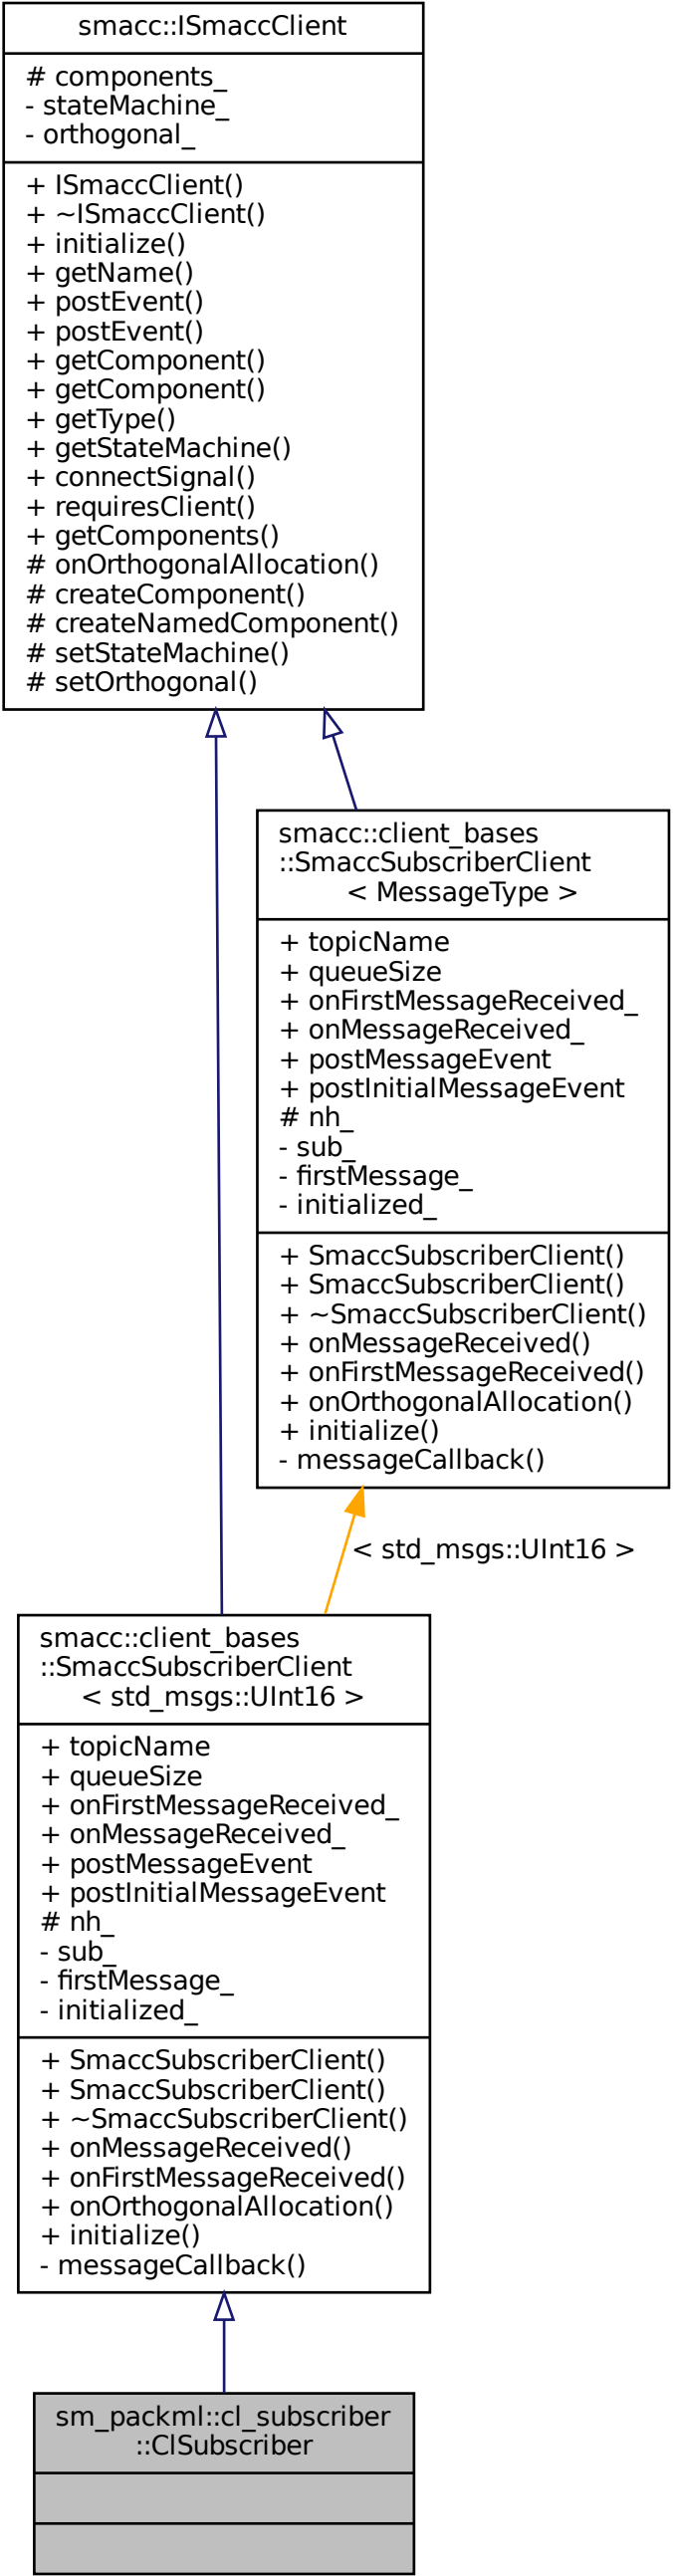 smacc::ISmaccClient
# components_
- stateMachine_
- orthogonal_
+ ISmaccClient()
+ ~ISmaccClient()
+ initialize()
+ getName()
+ postEvent()
+ postEvent()
+ getComponent()
+ getComponent()
+ getType()
+ getStateMachine()
+ connectSignal()
+ requiresClient()
+ getComponents()
# onOrthogonalAllocation()
# createComponent()
# createNamedComponent()
# setStateMachine()
# setOrthogonal()
smacc::client_bases
::SmaccSubscriberClient
< MessageType >
+ topicName
+ queueSize
+ onFirstMessageReceived_
+ onMessageReceived_
+ postMessageEvent
+ postInitialMessageEvent
# nh_
- sub_
- firstMessage_
- initialized_
+ SmaccSubscriberClient()
+ SmaccSubscriberClient()
+ ~SmaccSubscriberClient()
+ onMessageReceived()
+ onFirstMessageReceived()
+ onOrthogonalAllocation()
+ initialize()
- messageCallback()
< std_msgs::UInt16 >
smacc::client_bases
::SmaccSubscriberClient
< std_msgs::UInt16 >
+ topicName
+ queueSize
+ onFirstMessageReceived_
+ onMessageReceived_
+ postMessageEvent
+ postInitialMessageEvent
# nh_
- sub_
- firstMessage_
- initialized_
+ SmaccSubscriberClient()
+ SmaccSubscriberClient()
+ ~SmaccSubscriberClient()
+ onMessageReceived()
+ onFirstMessageReceived()
+ onOrthogonalAllocation()
+ initialize()
- messageCallback()
sm_packml::cl_subscriber
::ClSubscriber